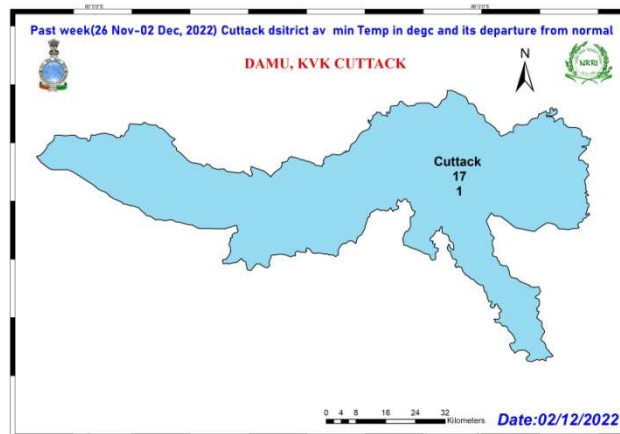 Past week(26 Nov-02 Dec, 2022) Cuttack dsitrict av min Temp in degc and its departure from normal
DAMU, KVK CUTTACK
N
NRRI
Cuttack
17
1
0 4 8 16 24 32
Kilometers
Date:02/12/2022